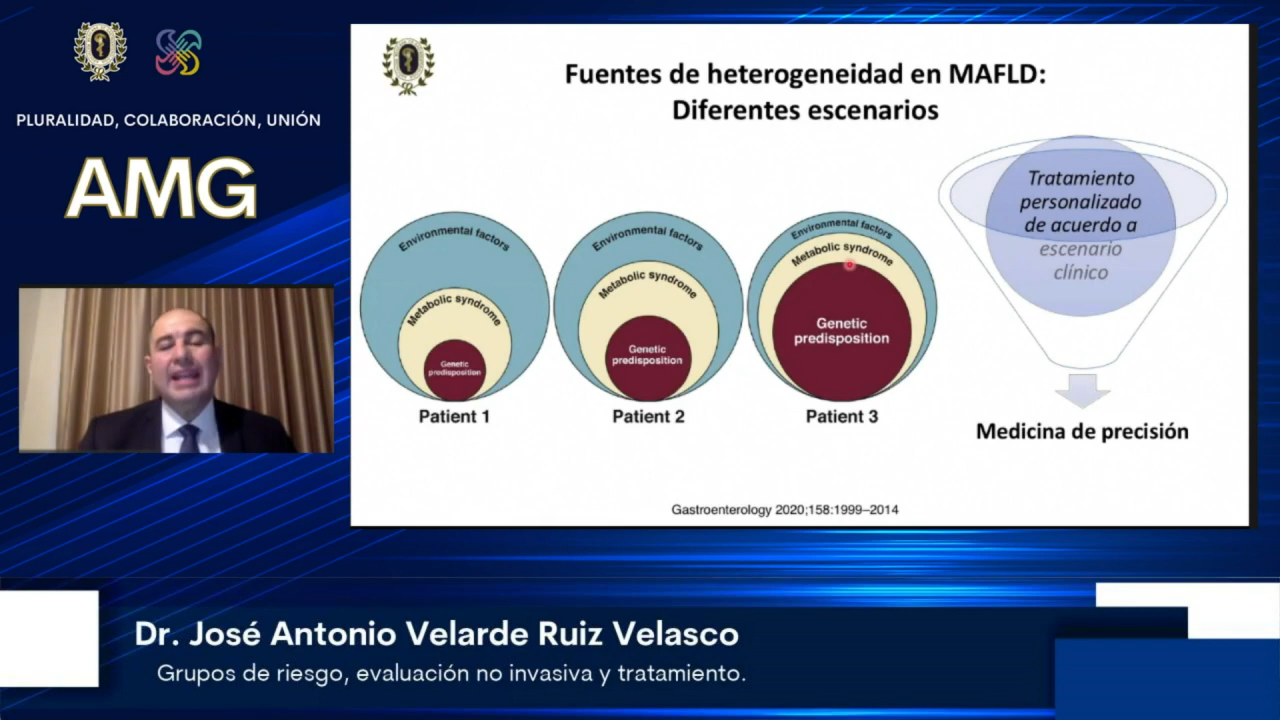 PLURALIDAD, COLABORACIÓN, UNIÓN
AMG
Fuentes de heterogeneidad en MAFLD:
Diferentes escenarios
Environmental factors
Metabolic syndrome
Genetic
predisposition
Patient 1
Environmental factors
Metabolic syndrome
Genetic
predisposition
Patient 2
Environmental factors
Metabolic syndrome
Genetic
predisposition
Patient 3
Tratamiento
personalizado
de acuerdo a
escenario
clínico
Medicina de precisión
Gastroenterology 2020;158:1999–2014
Dr. José Antonio Velarde Ruiz Velasco
Grupos de riesgo, evaluación no invasiva y tratamiento.